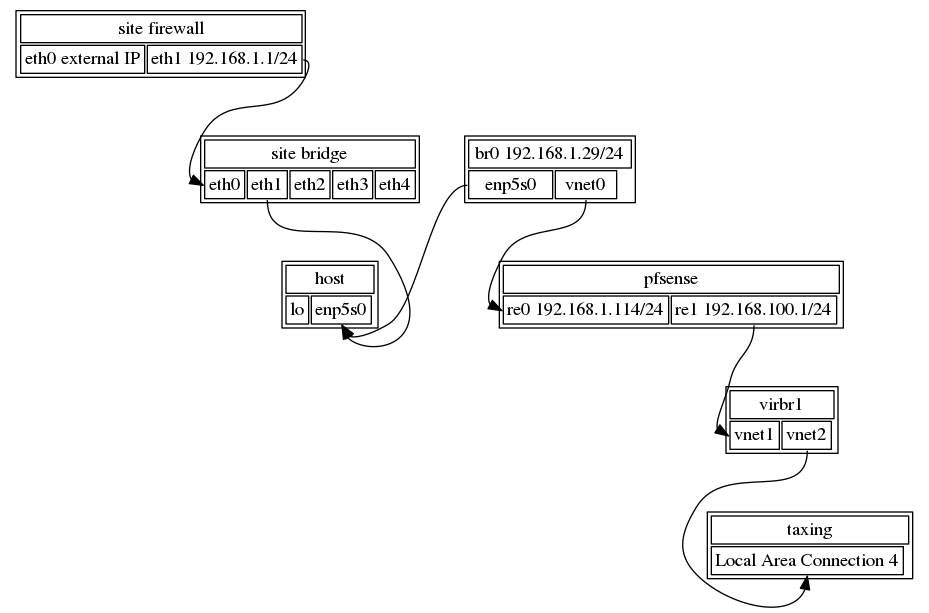 site firewall
eth0 external IP eth1 192.168.1.1/24
site bridge
eth0 eth1 eth2 eth3 eth4
br0 192.168.1.29/24
enp5s0 vnet0
host
lo enp5s0
pfsense
re0 192.168.1.114/24 re1 192.168.100.1/24
virbr1
vnet1 vnet2
taxing
Local Area Connection 4